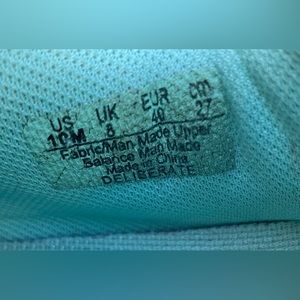 US UK EUR cm
10M 8 40 27
Fabric/Man Made Upper
Balance Man Made
Made in China
DELIBERATE